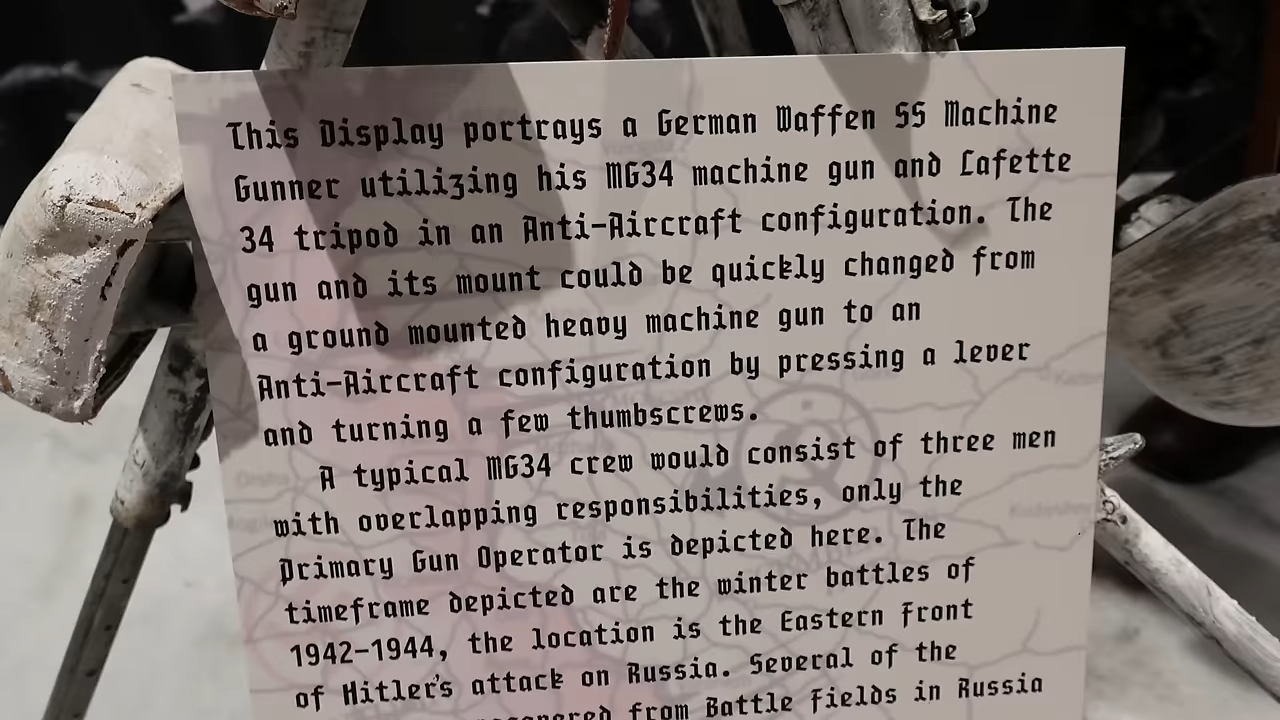 This Display portrays a German Waffen SS Machine
Gunner utilizing his MG34 machine gun and Lafette
34 tripod in an Anti-Aircraft configuration. The
gun and its mount could be quickly changed from
a ground mounted heavy machine gun to an
Anti-Aircraft configuration by pressing a lever
and turning a few thumbscrews.
A typical MG34 crew would consist of three men
with overlapping responsibilities, only the
Primary Gun Operator is depicted here. The
timeframe depicted are the winter battles of
1942-1944, the location is the Eastern Front
of Hitler's attack on Russia. Several of the
from Battle Fields in Russia